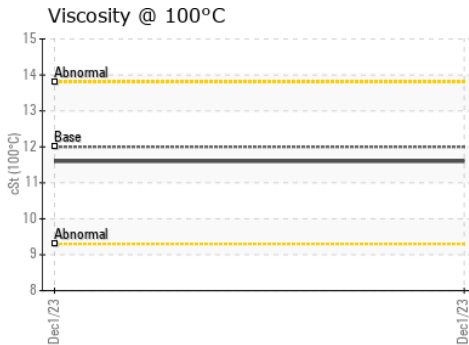 Viscosity @ 100°C
15
14
13
12
11
10
9
8
cSt (100°C)
Abnormal
Base
Abnormal
Dec1/23
Dec1/23